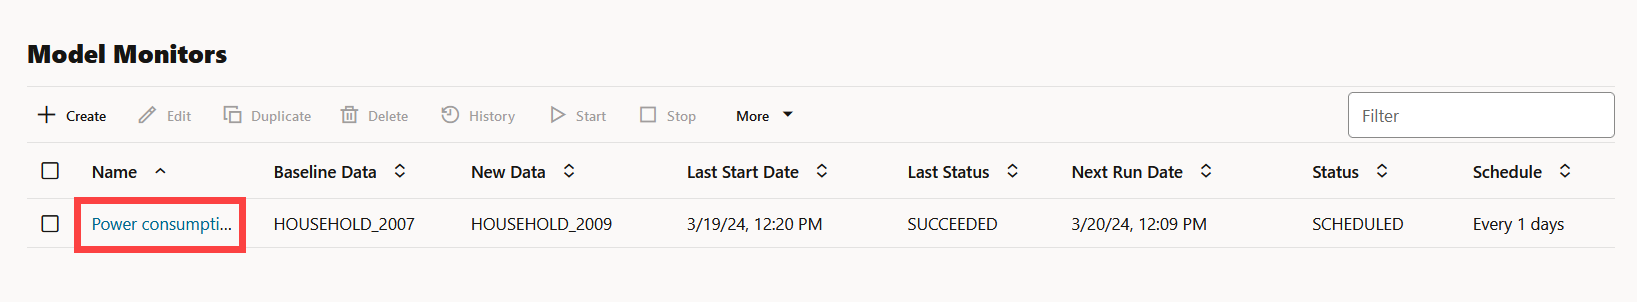 Model Monitors
Create Edit Duplicate Delete History Start Stop More Filter
Name Baseline Data New Data Last Start Date Last Status Next Run Date Status Schedule
Power consumpti... HOUSEHOLD_2007 HOUSEHOLD_2009 3/19/24, 12:20 PM SUCCEEDED 3/20/24, 12:09 PM SCHEDULED Every 1 days